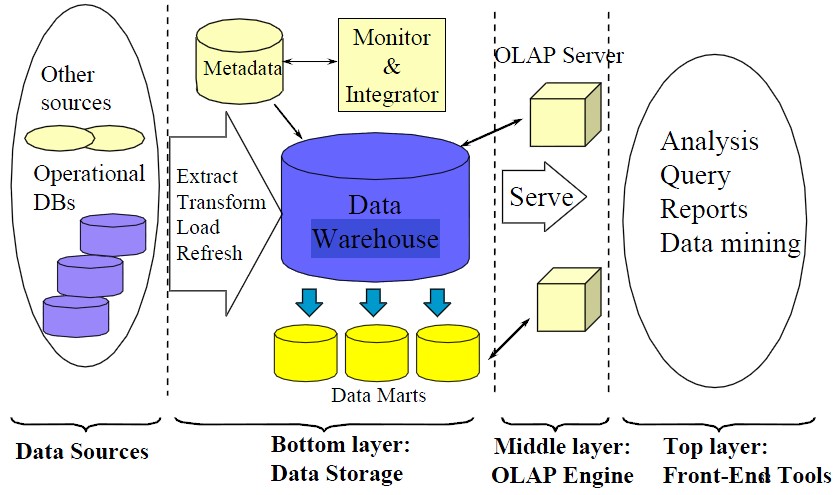 Other
sources
Operational
DBs
Metadata
Monitor
&
Integrator
OLAP Server
Extract
Transform
Load
Refresh
Data
Warehouse
Serve
Analysis
Query
Reports
Data mining
Data Marts
Data Sources
Bottom layer:
Data Storage
Middle layer:
OLAP Engine
Top layer:
Front-End Tools